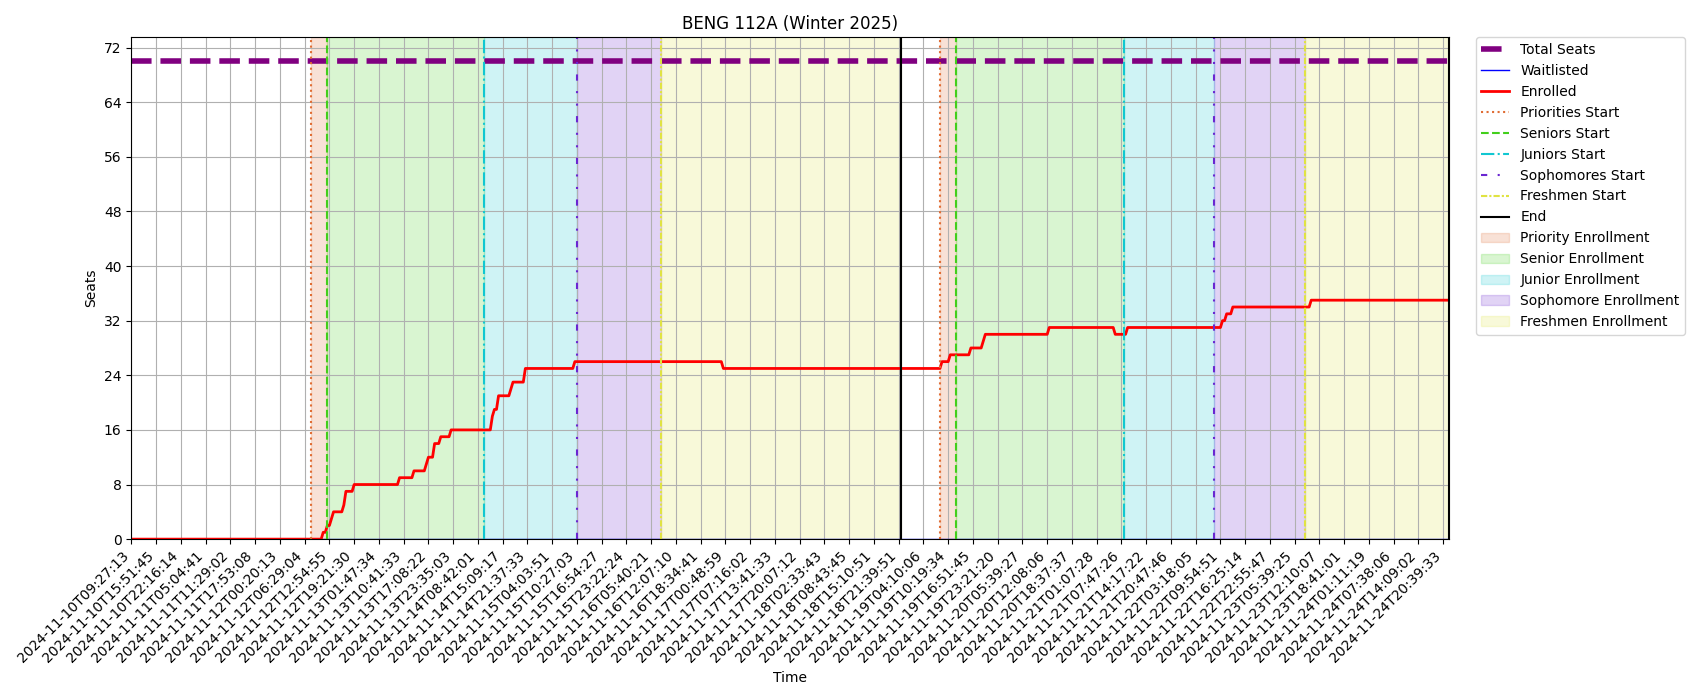 BENG 112A (Winter 2025)
72
64
56
48
40
32
24
16
8
0
Seats
2024-11-10T09:27:13
2024-11-10T15:51:45
2024-11-10T22:16:14
2024-11-11T05:04:41
2024-11-11T11:29:02
2024-11-11T17:53:08
2024-11-12T00:20:13
2024-11-12T06:29:04
2024-11-12T12:54:55
2024-11-12T19:21:30
2024-11-13T01:47:34
2024-11-13T10:41:33
2024-11-13T17:08:22
2024-11-13T23:35:03
2024-11-14T08:42:01
2024-11-14T15:09:17
2024-11-14T21:37:33
2024-11-15T04:03:51
2024-11-15T10:27:03
2024-11-15T16:54:27
2024-11-15T23:22:24
2024-11-16T05:40:21
2024-11-16T12:07:10
2024-11-16T18:34:41
2024-11-17T00:48:59
2024-11-17T07:16:02
2024-11-17T13:41:33
2024-11-17T20:07:12
2024-11-18T02:33:43
2024-11-18T08:43:45
2024-11-18T15:10:51
2024-11-18T21:39:51
2024-11-19T04:10:06
2024-11-19T10:19:34
2024-11-19T16:51:45
2024-11-19T23:21:20
2024-11-20T05:39:27
2024-11-20T12:08:06
2024-11-20T18:37:37
2024-11-21T01:07:28
2024-11-21T07:47:26
2024-11-21T14:17:22
2024-11-21T20:47:46
2024-11-22T03:18:05
2024-11-22T09:54:51
2024-11-22T16:25:14
2024-11-22T22:55:47
2024-11-23T05:39:25
2024-11-23T12:10:07
2024-11-23T18:41:01
2024-11-24T01:11:19
2024-11-24T07:38:06
2024-11-24T14:09:02
2024-11-24T20:39:33
Time
Total Seats
Waitlisted
Enrolled
Priorities Start
Seniors Start
Juniors Start
Sophomores Start
Freshmen Start
End
Priority Enrollment
Senior Enrollment
Junior Enrollment
Sophomore Enrollment
Freshmen Enrollment